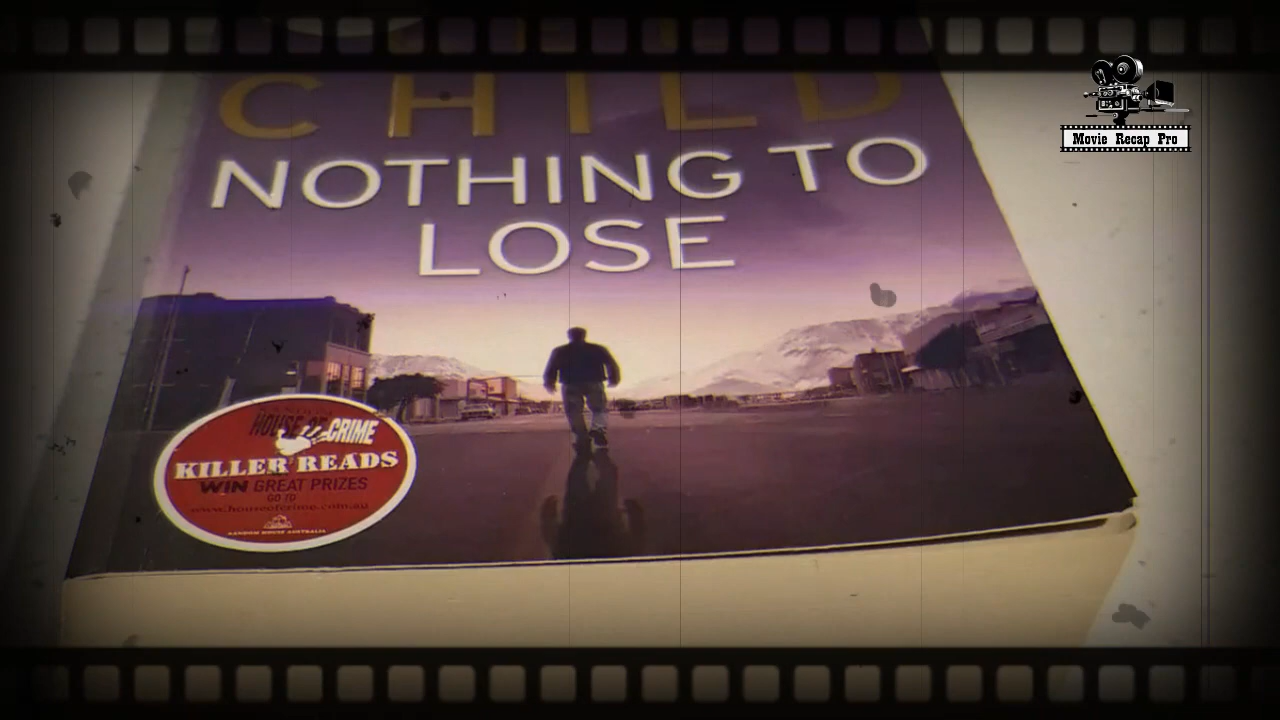 CHILD
NOTHING TO
LOSE
HOUSE OF CRIME
KILLER READS
WIN GREAT PRIZES
GO TO
www.houseofcrime.com.au
RANDOM HOUSE AUSTRALIA
Movie Recap Pro